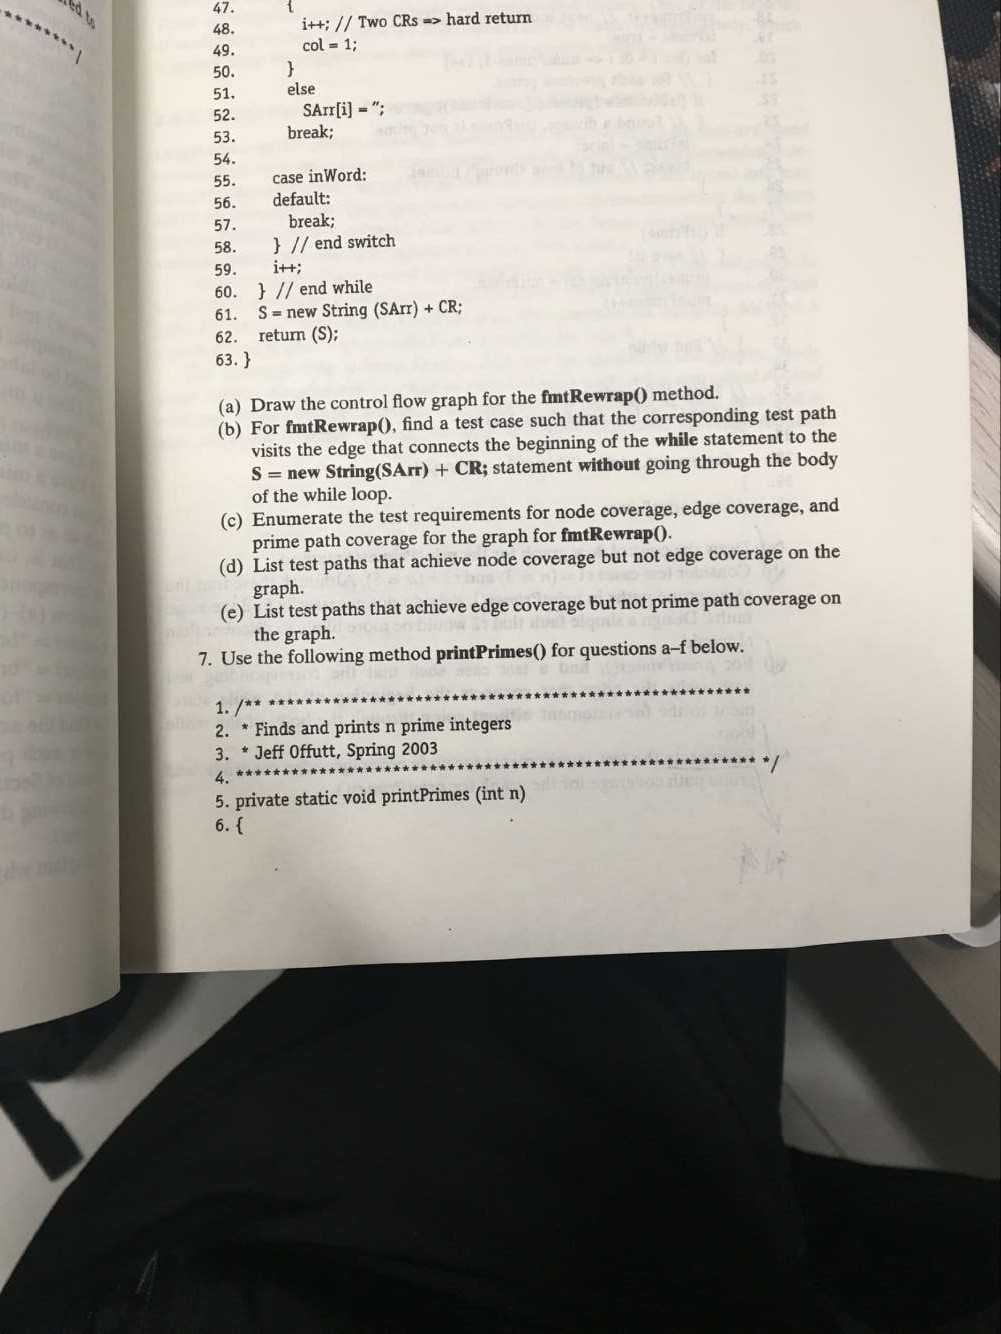 red to
*********/
47. {
48. i++; // Two CRs => hard return
49. col = 1;
50. }
51. else
52. SArr[i] = '';
53. break;
54.
55. case inWord:
56. default:
57. break;
58. } // end switch
59. i++;
60. } // end while
61. S = new String (SArr) + CR;
62. return (S);
63. }
(a) Draw the control flow graph for the fmtRewrap() method.
(b) For fmtRewrap(), find a test case such that the corresponding test path
visits the edge that connects the beginning of the while statement to the
S = new String(SArr) + CR; statement without going through the body
of the while loop.
(c) Enumerate the test requirements for node coverage, edge coverage, and
prime path coverage for the graph for fmtRewrap().
(d) List test paths that achieve node coverage but not edge coverage on the
graph.
(e) List test paths that achieve edge coverage but not prime path coverage on
the graph.
7. Use the following method printPrimes() for questions a–f below.
1. /** *****************************************************
2. * Finds and prints n prime integers
3. * Jeff Offutt, Spring 2003
4. ********************************************************* */
5. private static void printPrimes (int n)
6. {